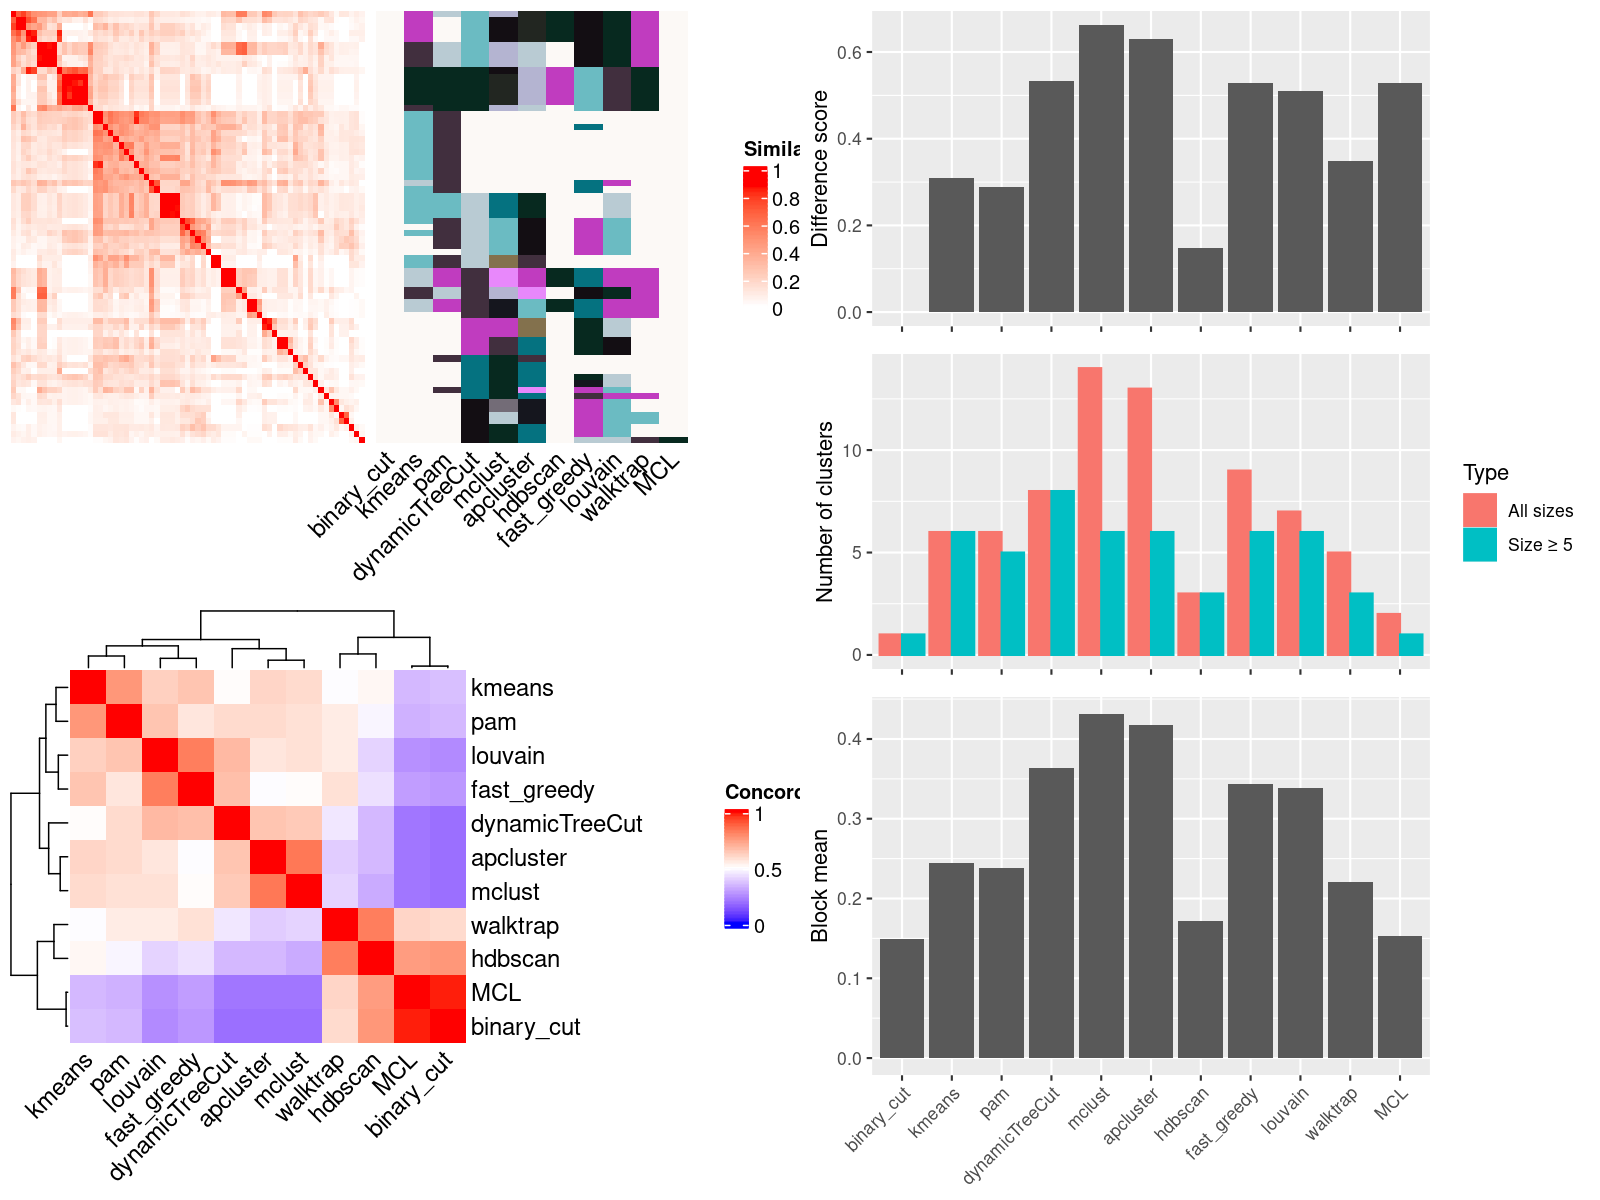 Simila
1
0.8
0.6
0.4
0.2
0
binary_cut
kmeans
pam
dynamicTreeCut
mclust
apcluster
hdbscan
fast_greedy
louvain
walktrap
MCL
kmeans
pam
louvain
fast_greedy
dynamicTreeCut
apcluster
mclust
walktrap
hdbscan
MCL
binary_cut
kmeans
pam
louvain
fast_greedy
dynamicTreeCut
apcluster
mclust
walktrap
hdbscan
MCL
binary_cut
Concord
1
0.5
0
Difference score
0.6
0.4
0.2
0.0
Number of clusters
10
5
0
Type
All sizes
Size ≥ 5
Block mean
0.4
0.3
0.2
0.1
0.0
binary_cut
kmeans
pam
dynamicTreeCut
mclust
apcluster
hdbscan
fast_greedy
louvain
walktrap
MCL